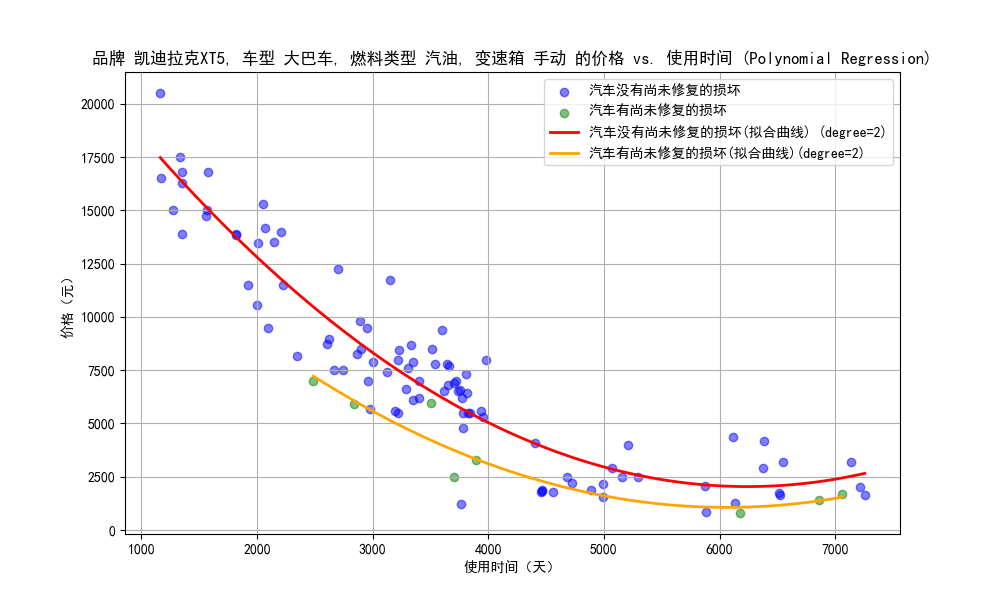 品牌 凯迪拉克XT5, 车型 大巴车, 燃料类型 汽油, 变速箱 手动 的价格 vs. 使用时间 (Polynomial Regression)
汽车没有尚未修复的损坏
汽车有尚未修复的损坏
汽车没有尚未修复的损坏(拟合曲线) (degree=2)
汽车有尚未修复的损坏(拟合曲线)(degree=2)
价格（元）
20000
17500
15000
12500
10000
7500
5000
2500
0
1000 2000 3000 4000 5000 6000 7000
使用时间（天）